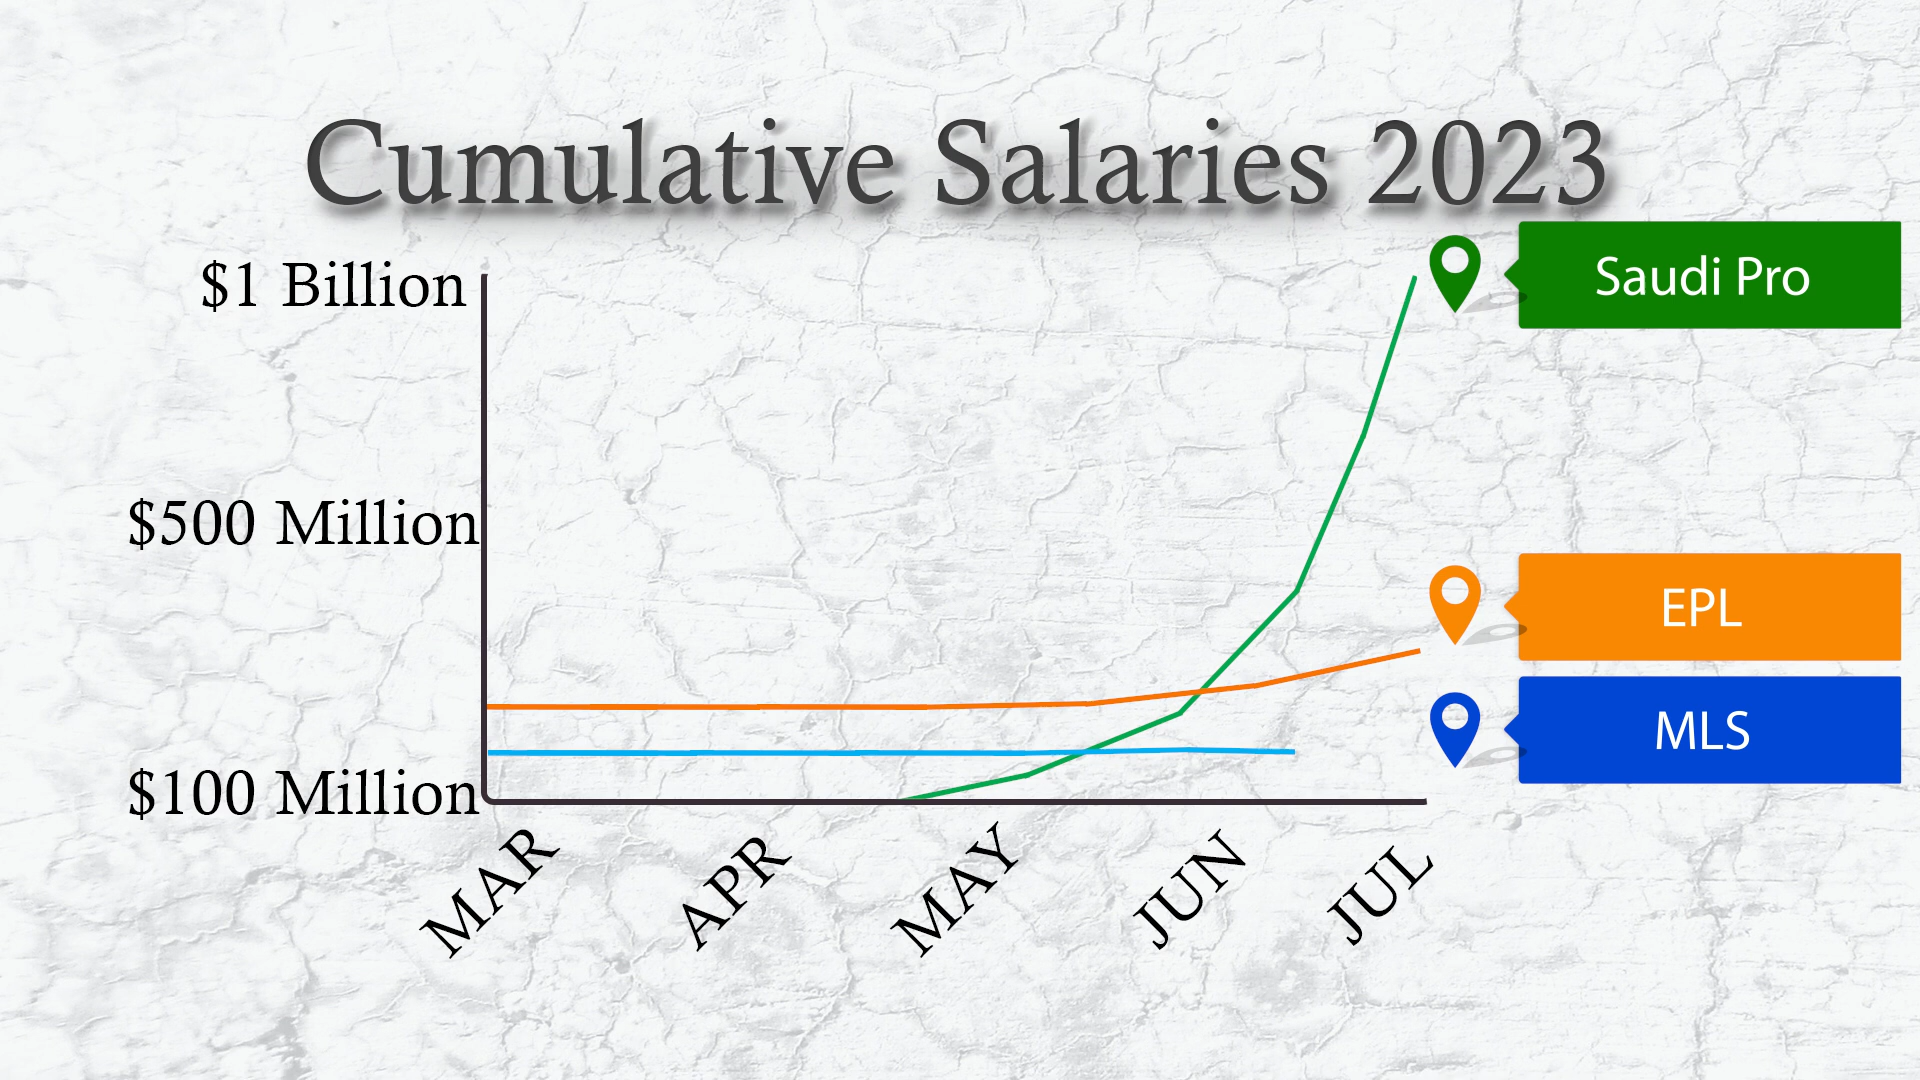 Cumulative Salaries 2023
$1 Billion
Saudi Pro
$500 Million
EPL
MLS
$100 Million
MAR
APR
MAY
JUN
JUL